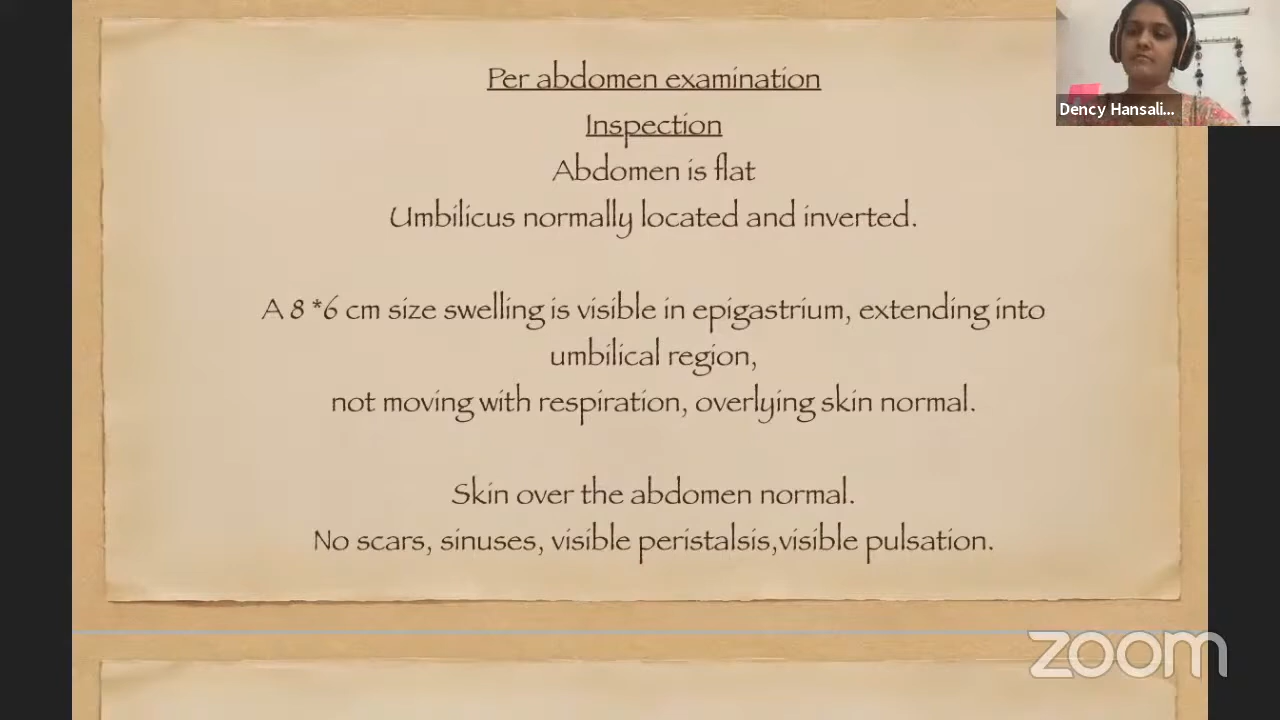 Per abdomen examination
Inspection
Abdomen is flat
Umbilicus normally located and inverted.
A 8 *6 cm size swelling is visible in epigastrium, extending into
umbilical region,
not moving with respiration, overlying skin normal.
Skin over the abdomen normal.
No scars, sinuses, visible peristalsis,visible pulsation.
Dency Hansali...
zoom